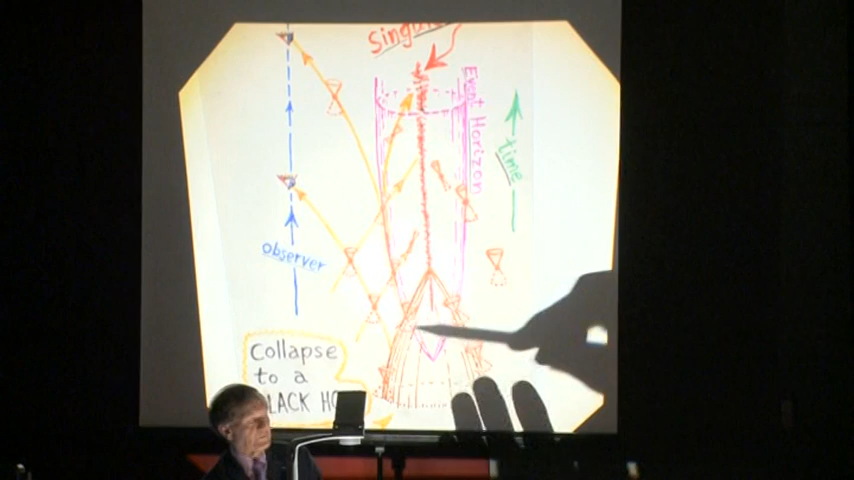 Singul
Event Horizon
time
observer
Collapse
to a
LACK HO